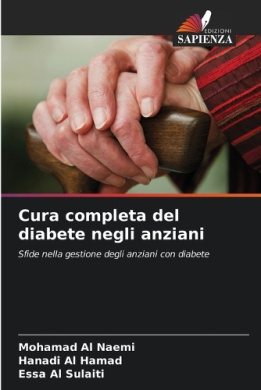 EDIZIONI
SAPIENZA
Cura completa del
diabete negli anziani
Sfide nella gestione degli anziani con diabete
Mohamad Al Naemi
Hanadi Al Hamad
Essa Al Sulaiti